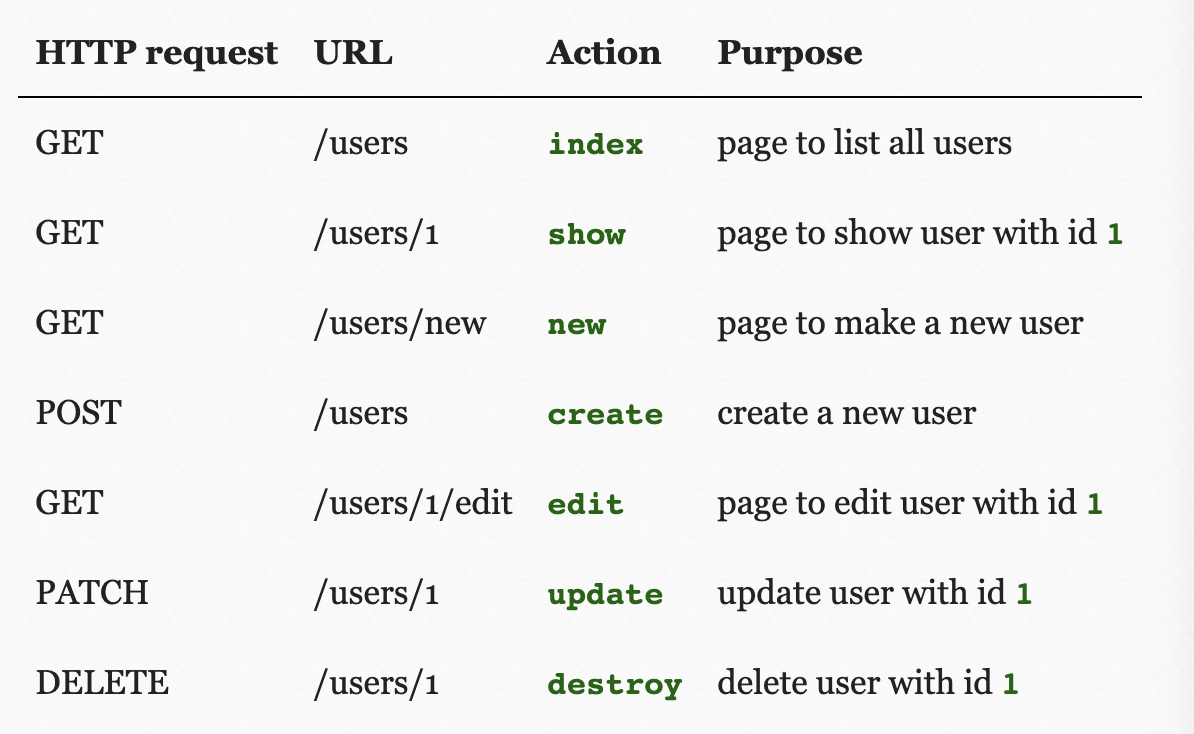 HTTP request URL Action Purpose
GET /users index page to list all users
GET /users/1 show page to show user with id 1
GET /users/new new page to make a new user
POST /users create create a new user
GET /users/1/edit edit page to edit user with id 1
PATCH /users/1 update update user with id 1
DELETE /users/1 destroy delete user with id 1